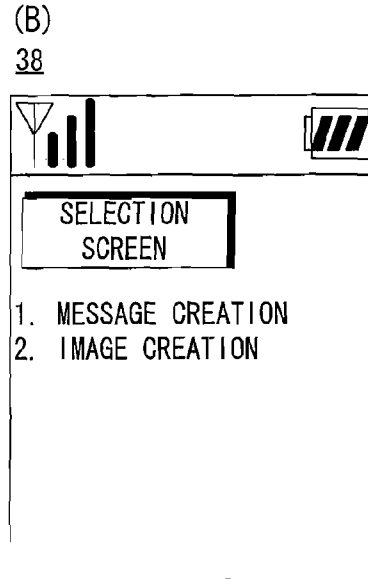 (B)
38
SELECTION
SCREEN
1. MESSAGE CREATION
2. IMAGE CREATION